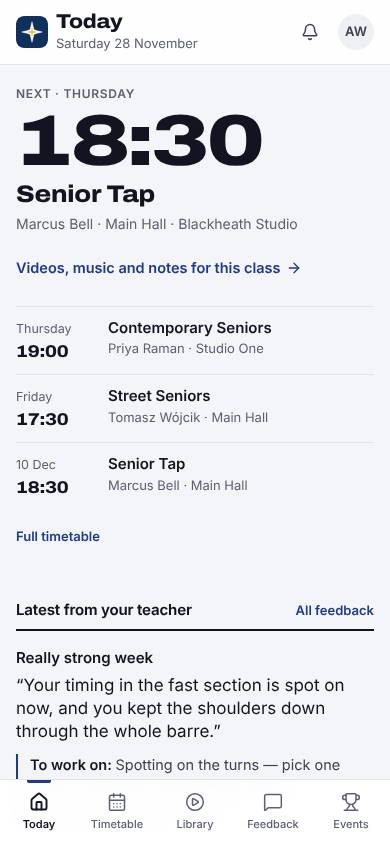 Today
Saturday 28 November
AW
NEXT · THURSDAY
18:30
Senior Tap
Marcus Bell · Main Hall · Blackheath Studio
Videos, music and notes for this class →
Thursday
19:00
Contemporary Seniors
Priya Raman · Studio One
Friday
17:30
Street Seniors
Tomasz Wójcik · Main Hall
10 Dec
18:30
Senior Tap
Marcus Bell · Main Hall
Full timetable
Latest from your teacher
All feedback
Really strong week
“Your timing in the fast section is spot on
now, and you kept the shoulders down
through the whole barre.”
To work on: Spotting on the turns — pick one
Today
Timetable
Library
Feedback
Events